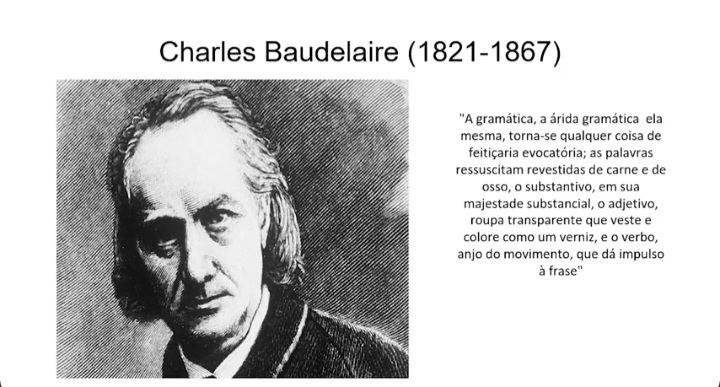 Charles Baudelaire (1821-1867)
"A gramática, a árida gramática  ela
mesma, torna-se qualquer coisa de
feitiçaria evocatória; as palavras
ressuscitam revestidas de carne e de
osso, o substantivo, em sua
majestade substancial, o adjetivo,
roupa transparente que veste e
colore como um verniz, e o verbo,
anjo do movimento, que dá impulso
à frase"